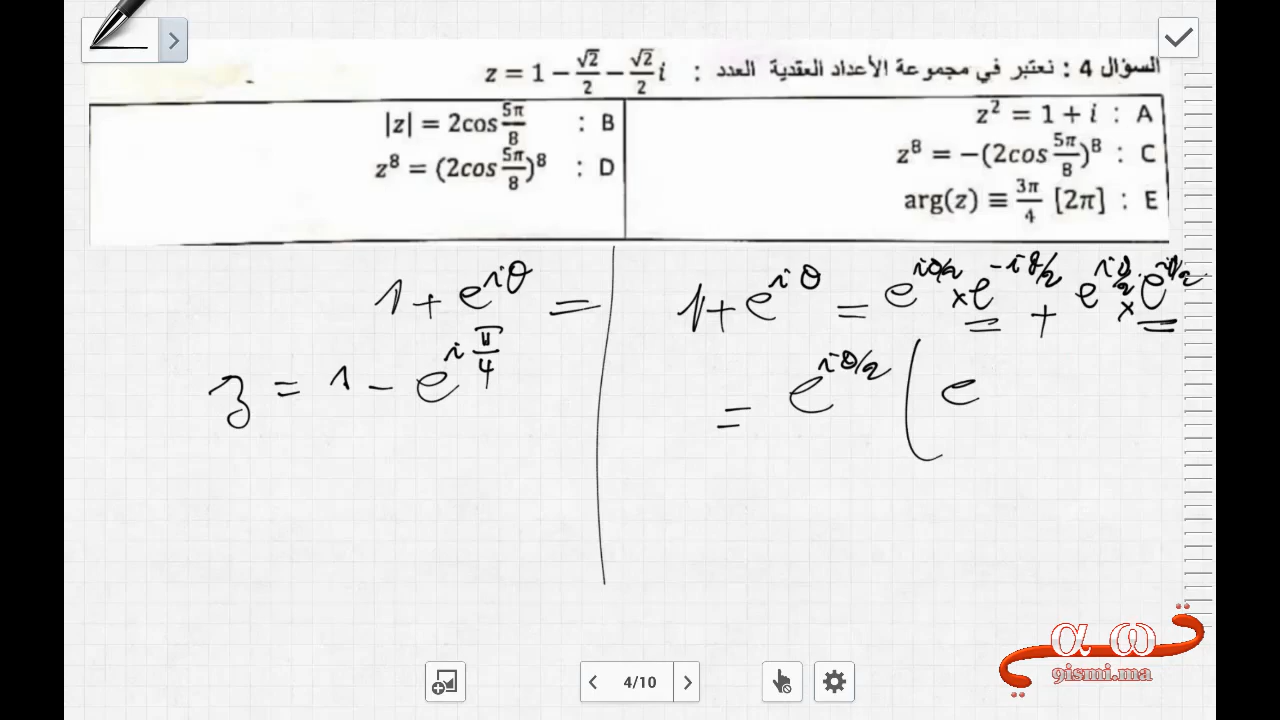 السؤال 4 : نعتبر في مجموعة الأعداد العقدية العدد : z = 1 − √2/2 − √2/2 i
A : z² = 1 + i
C : z⁸ = −(2cos 5π/8)⁸
E : arg(z) ≡ 3π/4 [2π]
B : |z| = 2cos 5π/8
D : z⁸ = (2cos 5π/8)⁸
1 + e^{iθ} =
z = 1 − e^{iπ/4}
1 + e^{iθ} = e^{iθ/2} × e^{−iθ/2} + e^{iθ/2} × e^{iθ/2}
= e^{iθ/2} ( e
4/10
α ω
gismi.ma